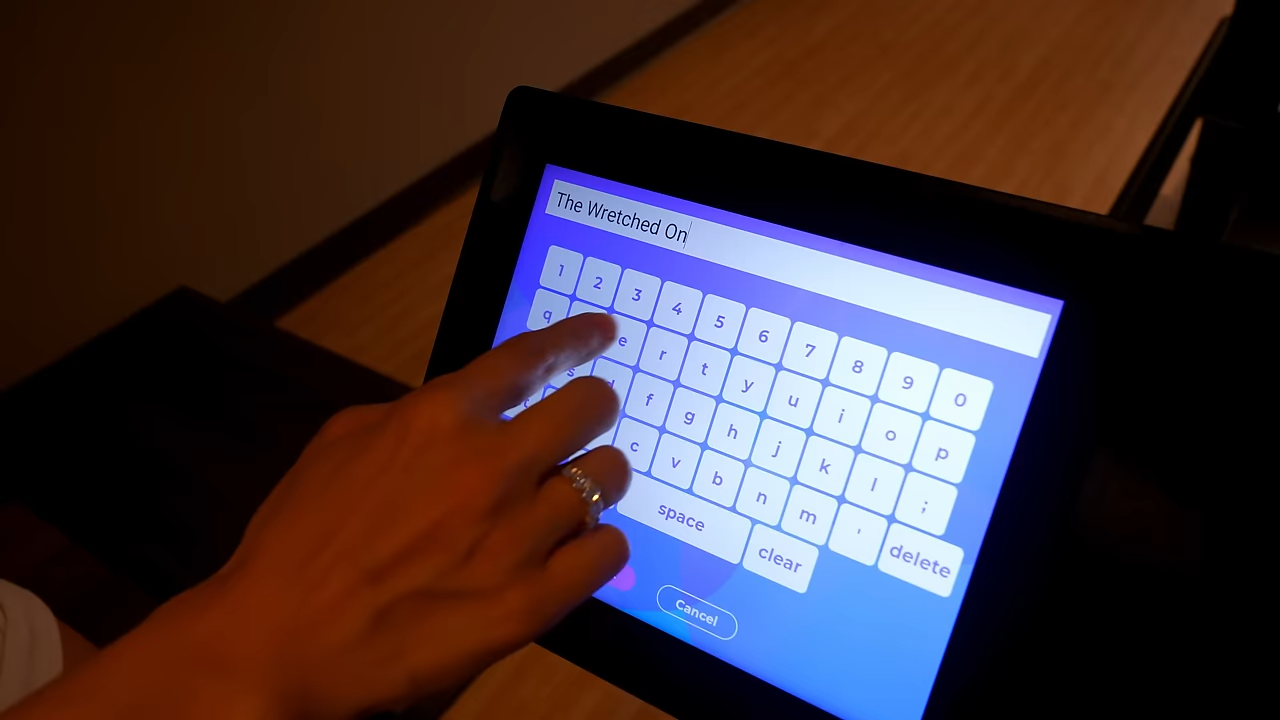 The Wretched On
1 2 3 4 5 6 7 8 9 0
q e r t y u i o p
s d f g h j k l ;
c v b n m ' delete
space clear
Cancel